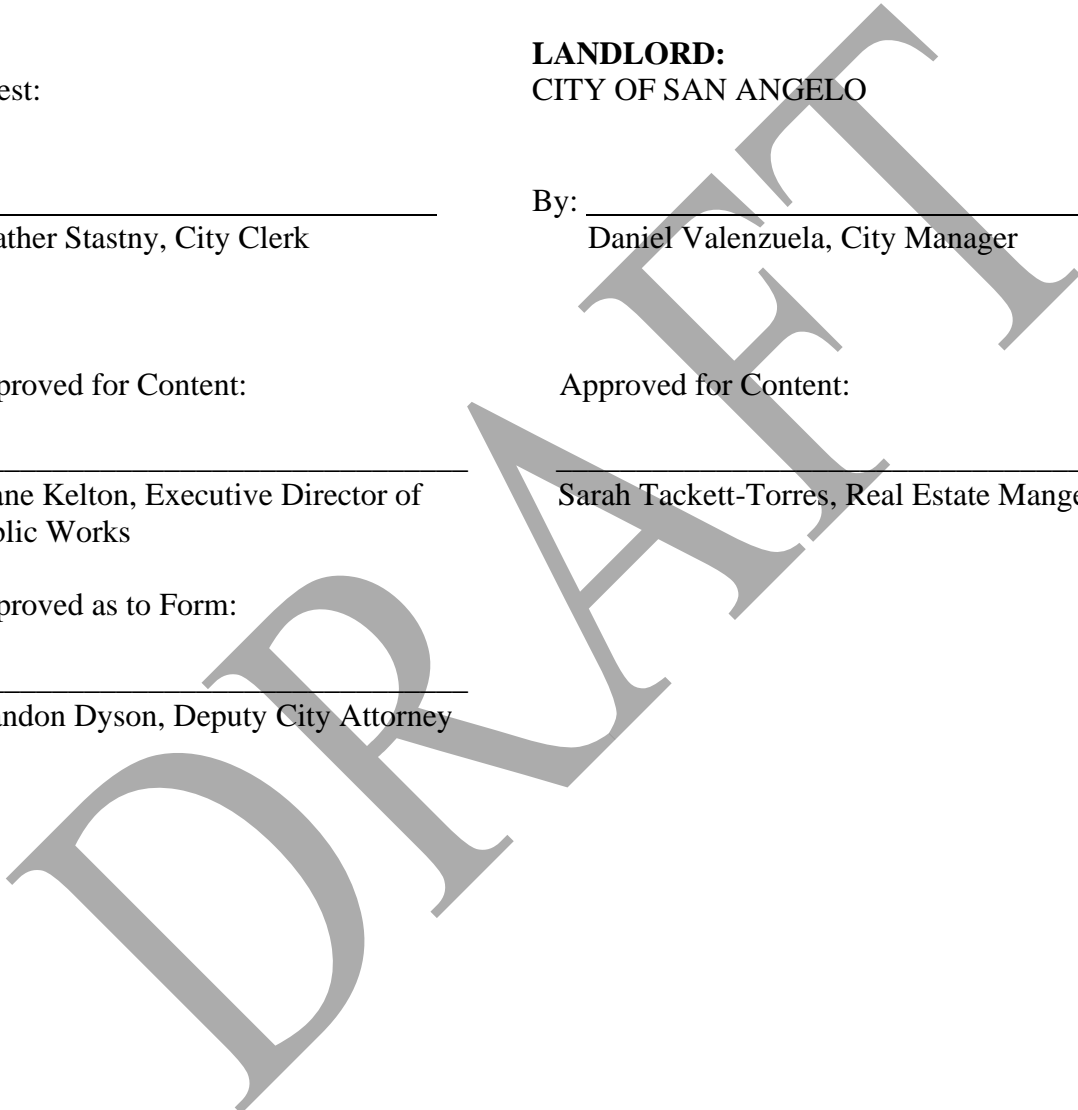 LANDLORD:
est: CITY OF SAN ANGELO
By:
ather Stastny, City Clerk Daniel Valenzuela, City Manager
proved for Content: Approved for Content:
ne Kelton, Executive Director of Sarah Tackett-Torres, Real Estate Mange
blic Works
proved as to Form:
ndon Dyson, Deputy City Attorney
DRAFT